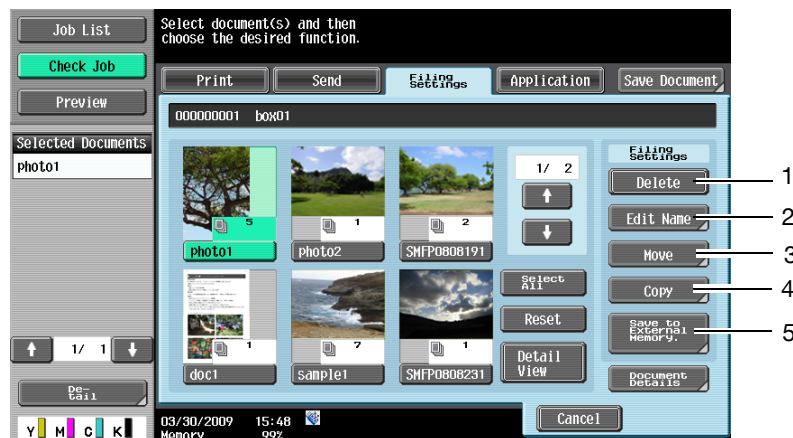 Job List
Check Job
Preview
Selected Documents
photo1
1/ 1
De-
tail
Y M C K
Select document(s) and then
choose the desired function.
Print
Send
Filing
Settings
Application
Save Document
000000001 box01
5
photo1
1
photo2
2
SMFP0808191
1
doc1
7
sample1
1
SMFP0808231
1/ 2
Select
All
Reset
Detail
View
Filing
Settings
Delete
Edit Name
Move
Copy
Save to
External
Memory.
Document
Details
Cancel
03/30/2009 15:48
Memory 99%
1
2
3
4
5